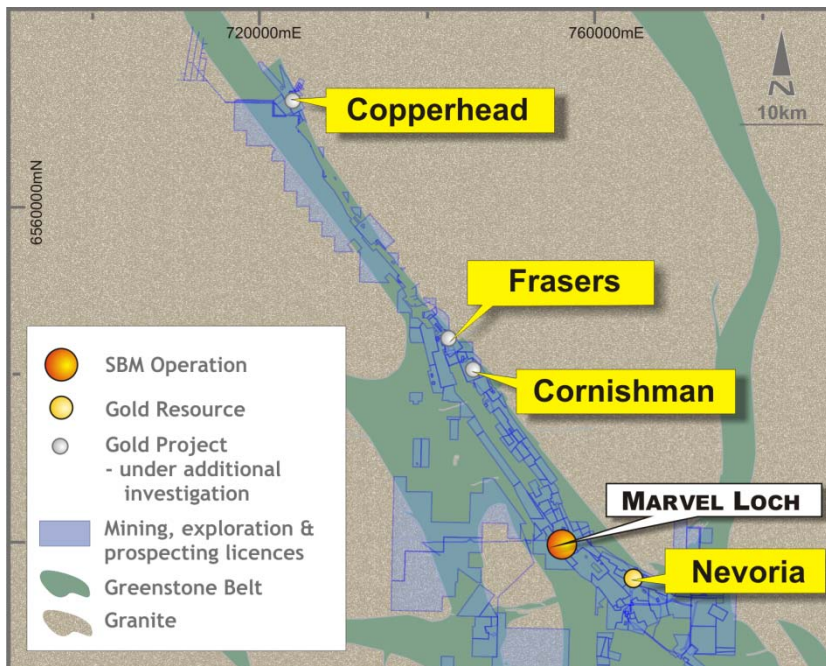 720000mE
760000mE
N
10km
Copperhead
6560000mN
Frasers
Cornishman
SBM Operation
Gold Resource
Gold Project
- under additional
investigation
Mining, exploration &
prospecting licences
Greenstone Belt
Granite
MARVEL LOCH
Nevoria